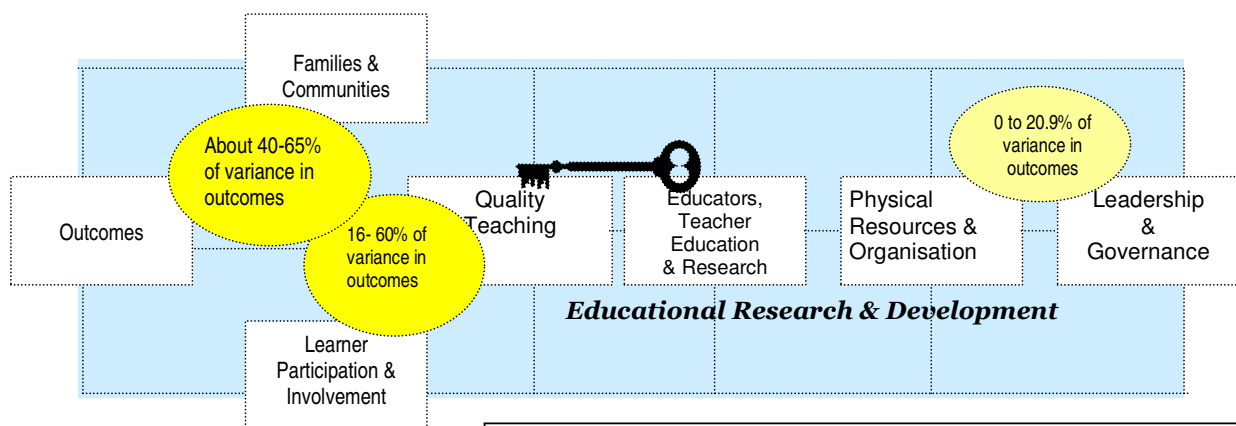 Families &
Communities
About 40-65%
of variance in
outcomes
0 to 20.9% of
variance in
outcomes
Outcomes
16- 60% of
variance in
outcomes
Quality
Teaching
Educators,
Teacher
Education
& Research
Physical
Resources &
Organisation
Leadership
&
Governance
Educational Research & Development
Learner
Participation &
Involvement